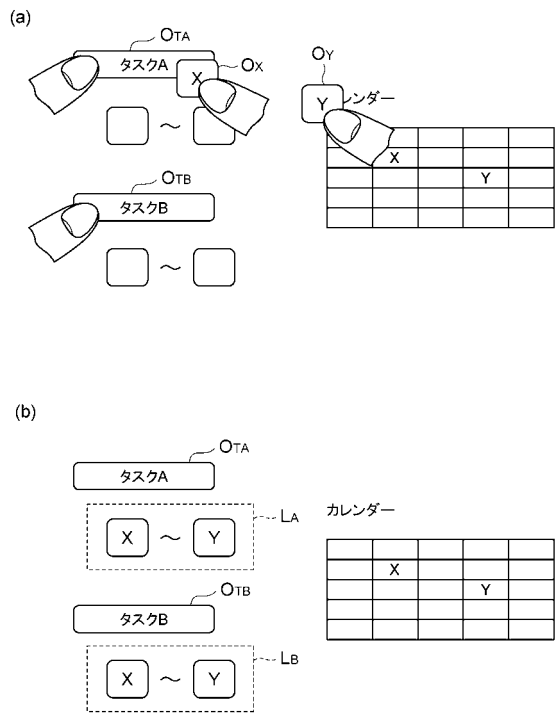 (a)
OTA
タスクA
X
OX
～
OTB
タスクB
～
OY
Y
レンダー
X
Y
(b)
OTA
タスクA
LA
X ～ Y
OTB
タスクB
LB
X ～ Y
カレンダー
X
Y